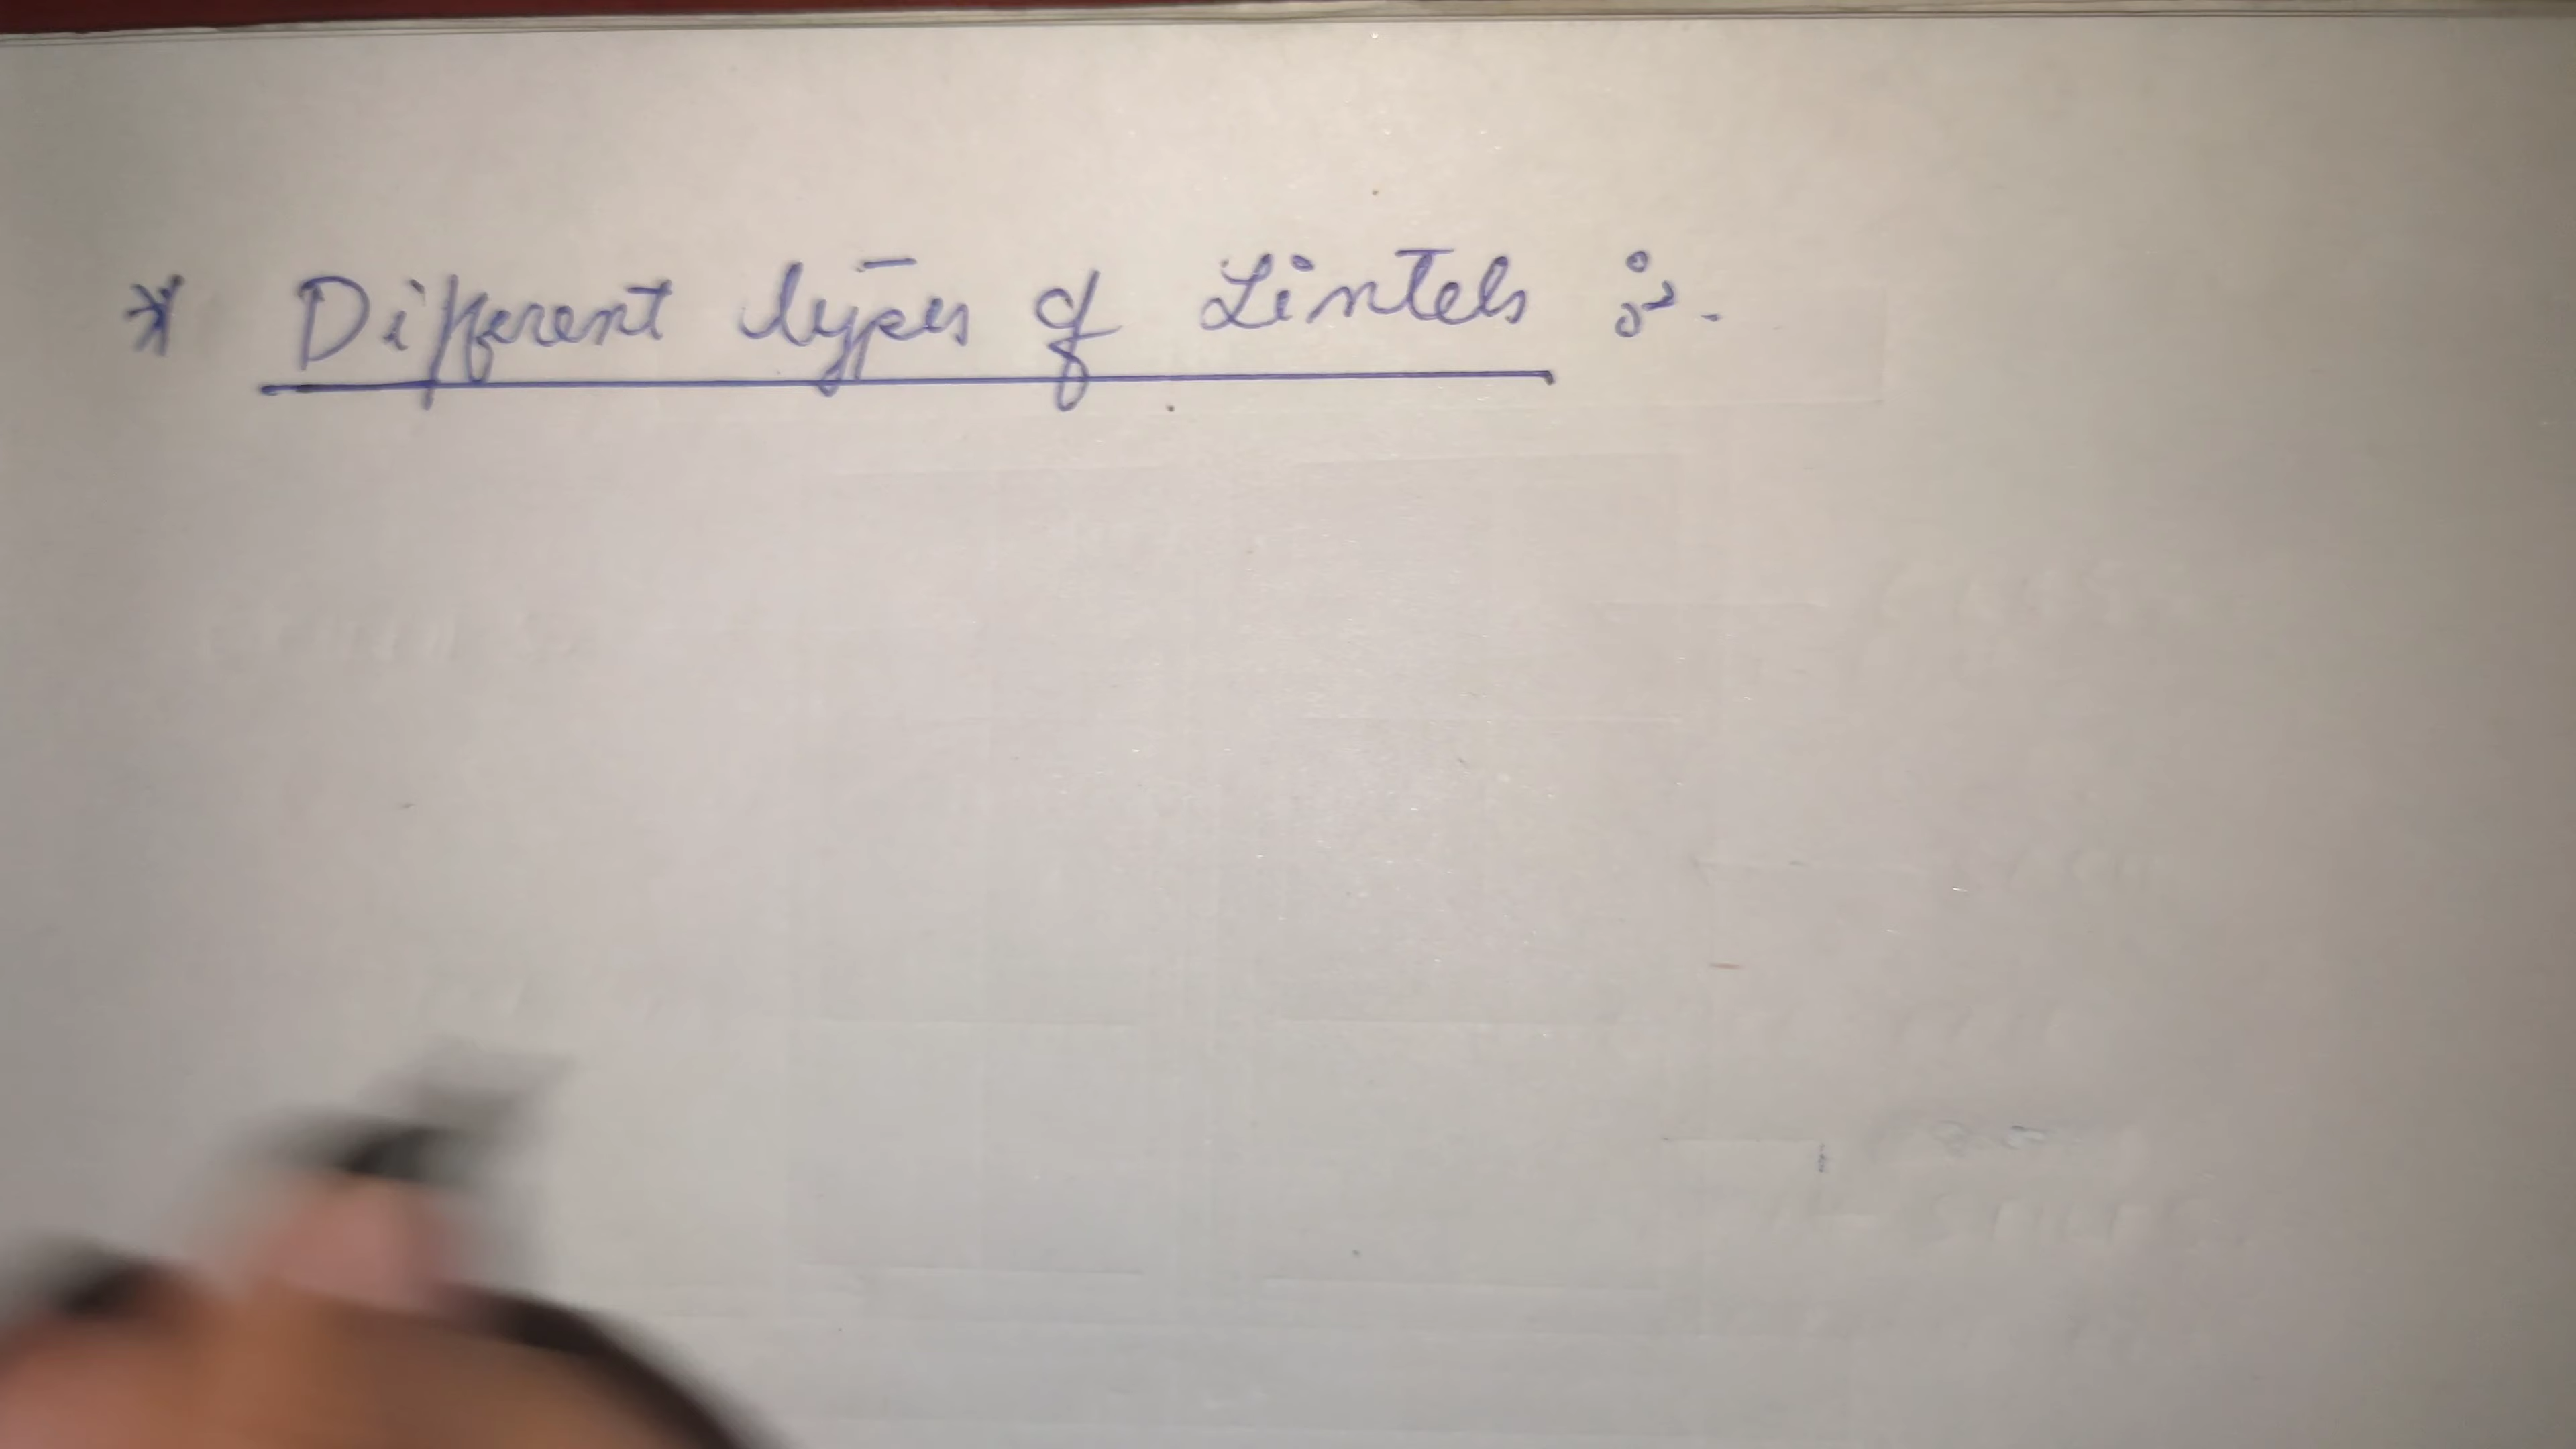 * Different types of Lintels :-